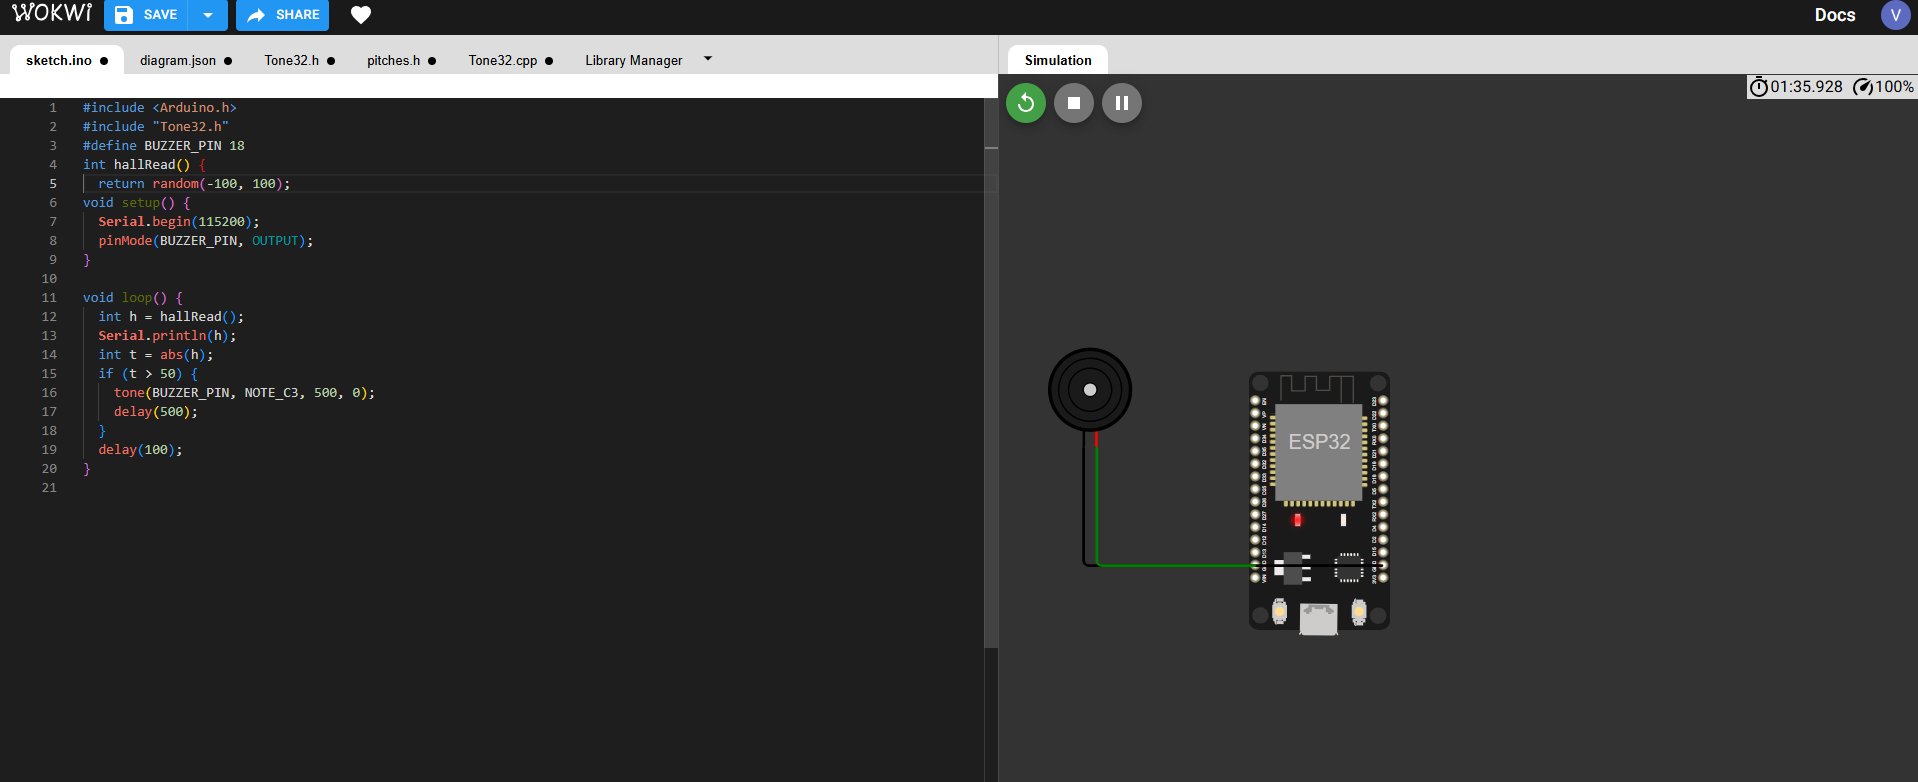 WOKWI SAVE SHARE Docs V
sketch.ino diagram.json Tone32.h pitches.h Tone32.cpp Library Manager Simulation
01:35.928 100%
1 #include <Arduino.h>
2 #include "Tone32.h"
3 #define BUZZER_PIN 18
4 int hallRead() {
5 return random(-100, 100);
6 void setup() {
7 Serial.begin(115200);
8 pinMode(BUZZER_PIN, OUTPUT);
9 }
10
11 void loop() {
12 int h = hallRead();
13 Serial.println(h);
14 int t = abs(h);
15 if (t > 50) {
16 tone(BUZZER_PIN, NOTE_C3, 500, 0);
17 delay(500);
18 }
19 delay(100);
20 }
21
ESP32